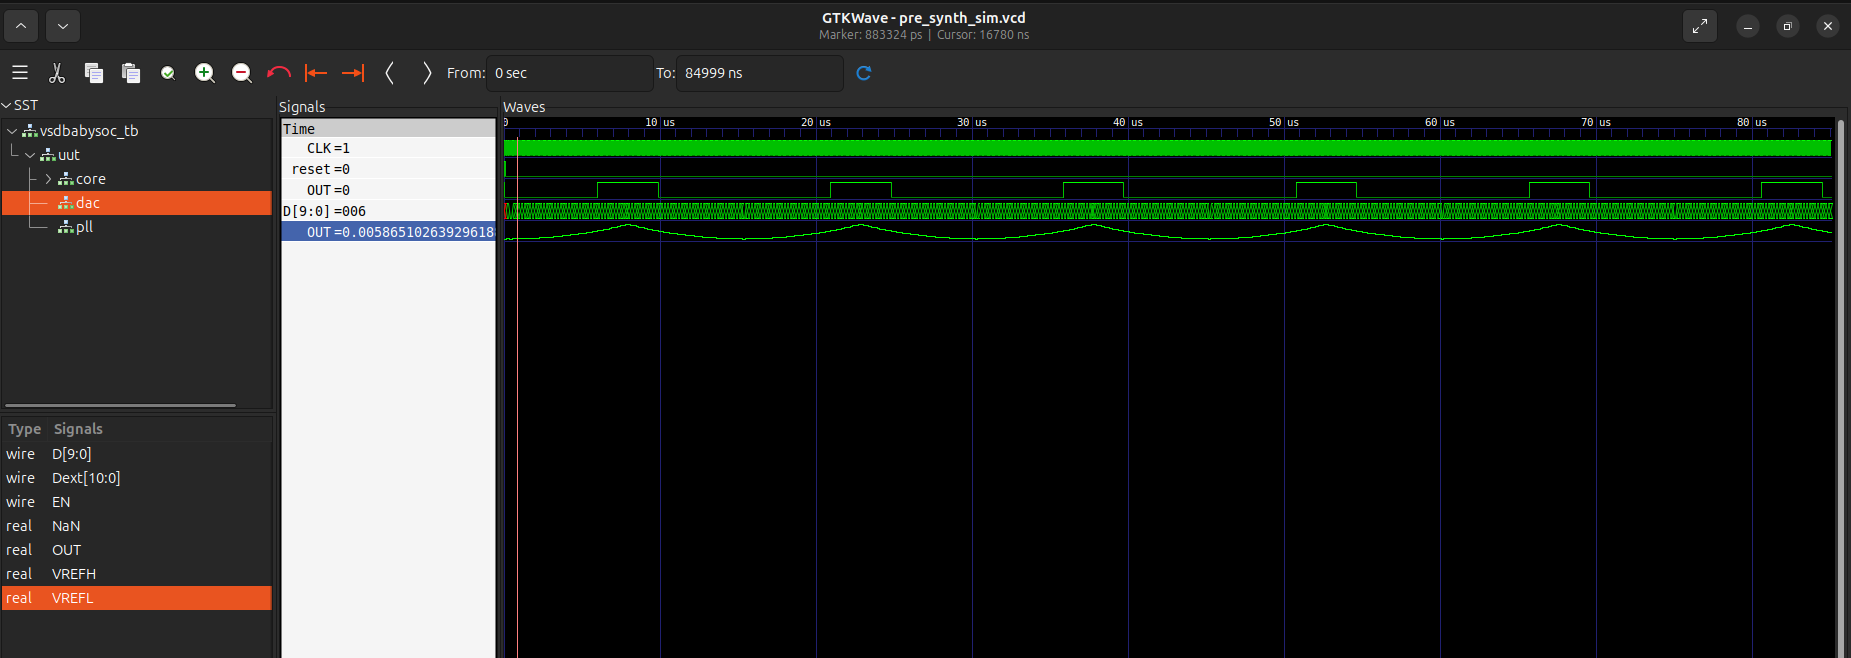 GTKWave - pre_synth_sim.vcd
Marker: 883324 ps | Cursor: 16780 ns
From: 0 sec To: 84999 ns
SST
vsdbabysoc_tb
uut
core
dac
pll
Type Signals
wire D[9:0]
wire Dext[10:0]
wire EN
real NaN
real OUT
real VREFH
real VREFL
Signals
Time
CLK=1
reset=0
OUT=0
D[9:0]=006
OUT=0.005865102639296188
Waves
0 10 us 20 us 30 us 40 us 50 us 60 us 70 us 80 us